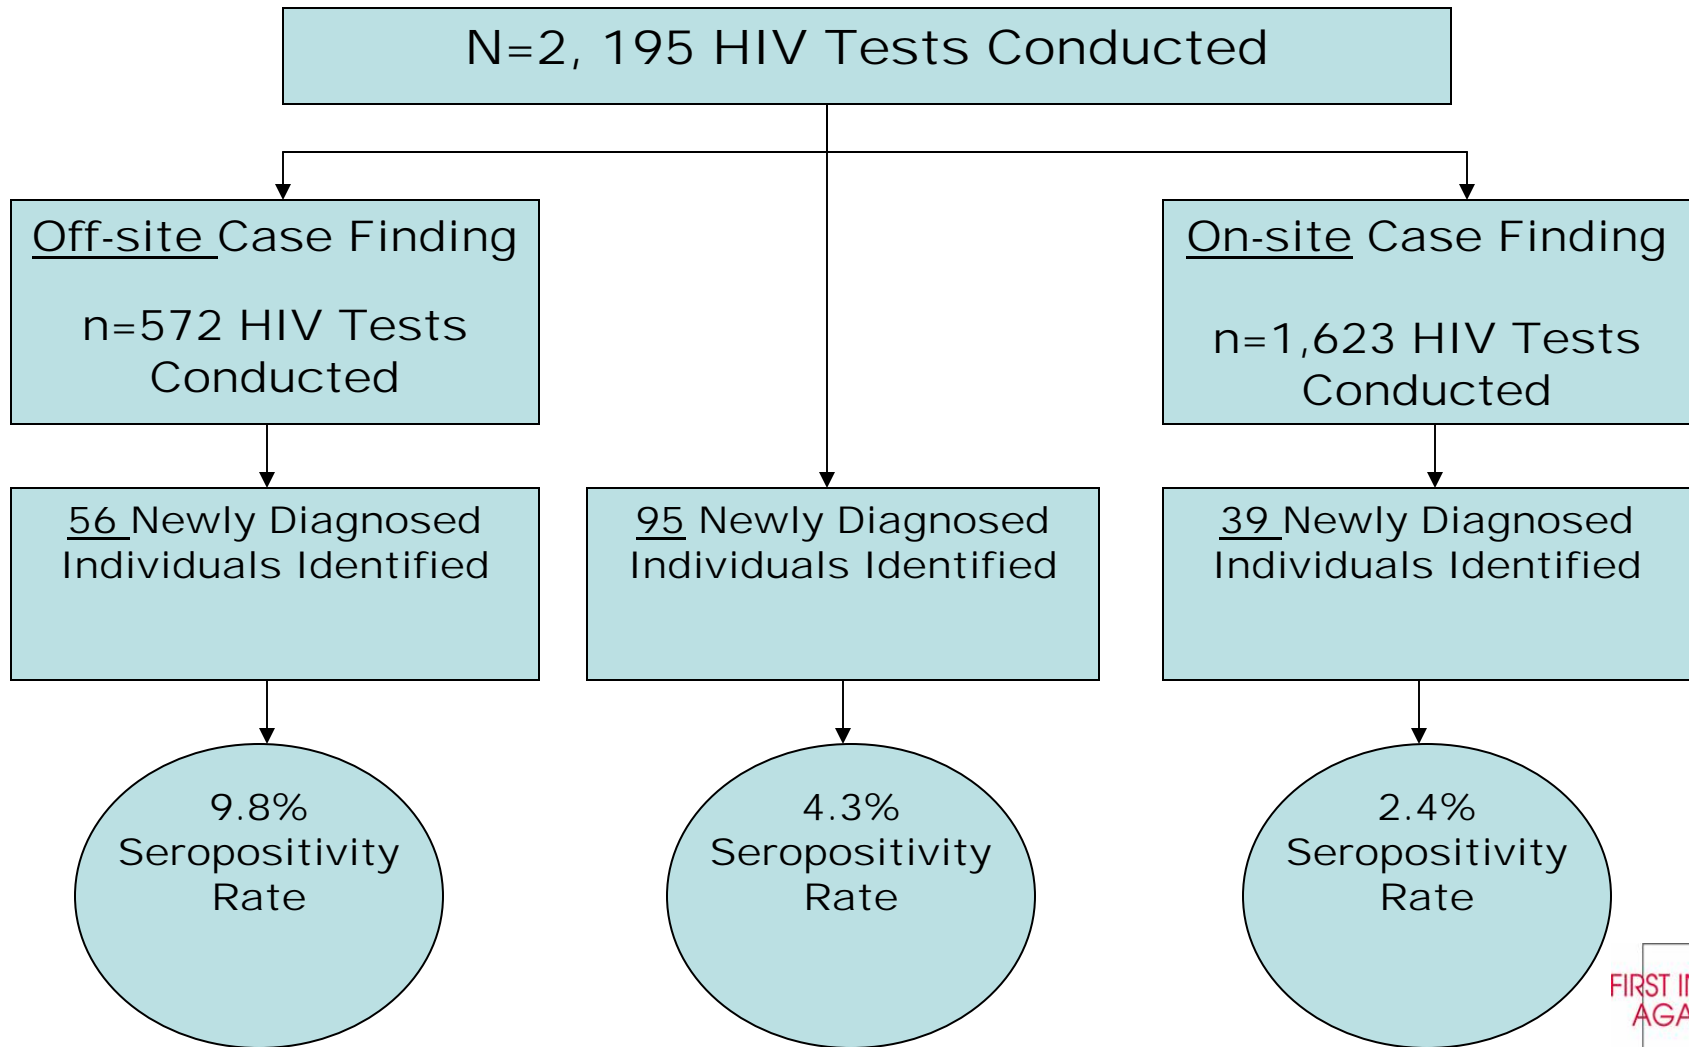 N=2, 195 HIV Tests Conducted
Off-site Case Finding
n=572 HIV Tests
Conducted
On-site Case Finding
n=1,623 HIV Tests
Conducted
56 Newly Diagnosed
Individuals Identified
95 Newly Diagnosed
Individuals Identified
39 Newly Diagnosed
Individuals Identified
9.8%
Seropositivity
Rate
4.3%
Seropositivity
Rate
2.4%
Seropositivity
Rate
FIRST